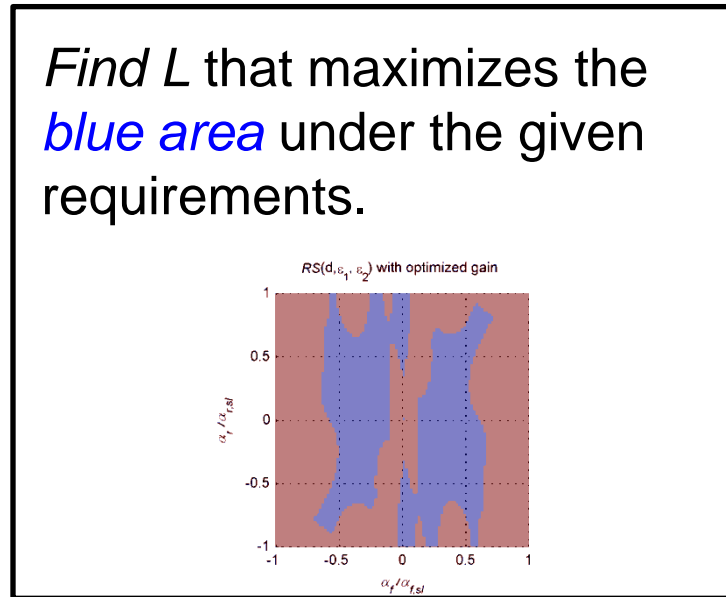 Find L that maximizes the
blue area under the given
requirements.
RS(d,ε1, ε2) with optimized gain
1
0.5
0
-0.5
-1
αr/αr,sl
-1
-0.5
0
0.5
1
αf/αf,sl